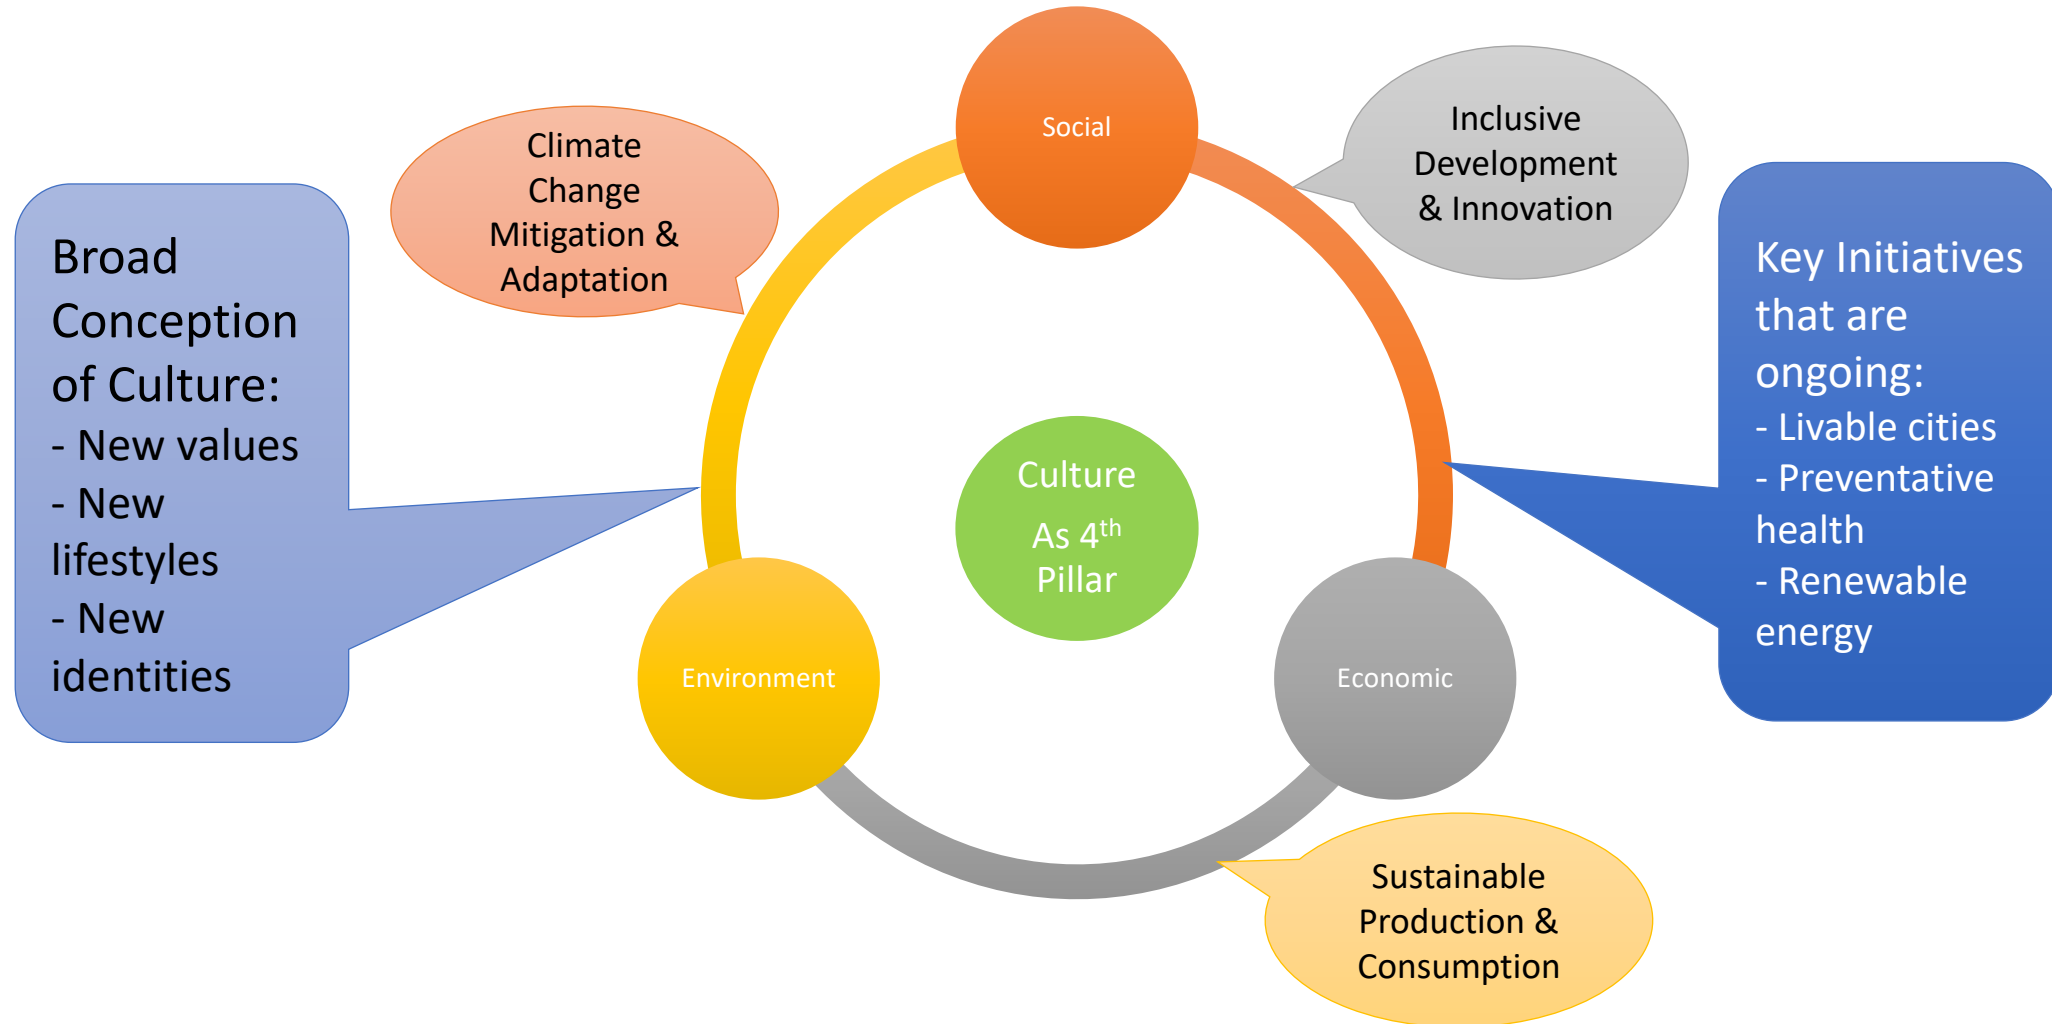 Social
Climate
Change
Mitigation &
Adaptation
Inclusive
Development
& Innovation
Broad
Conception
of Culture:
- New values
- New
lifestyles
- New
identities
Key Initiatives
that are
ongoing:
- Livable cities
- Preventative
health
- Renewable
energy
Culture
As 4th
Pillar
Environment
Economic
Sustainable
Production &
Consumption